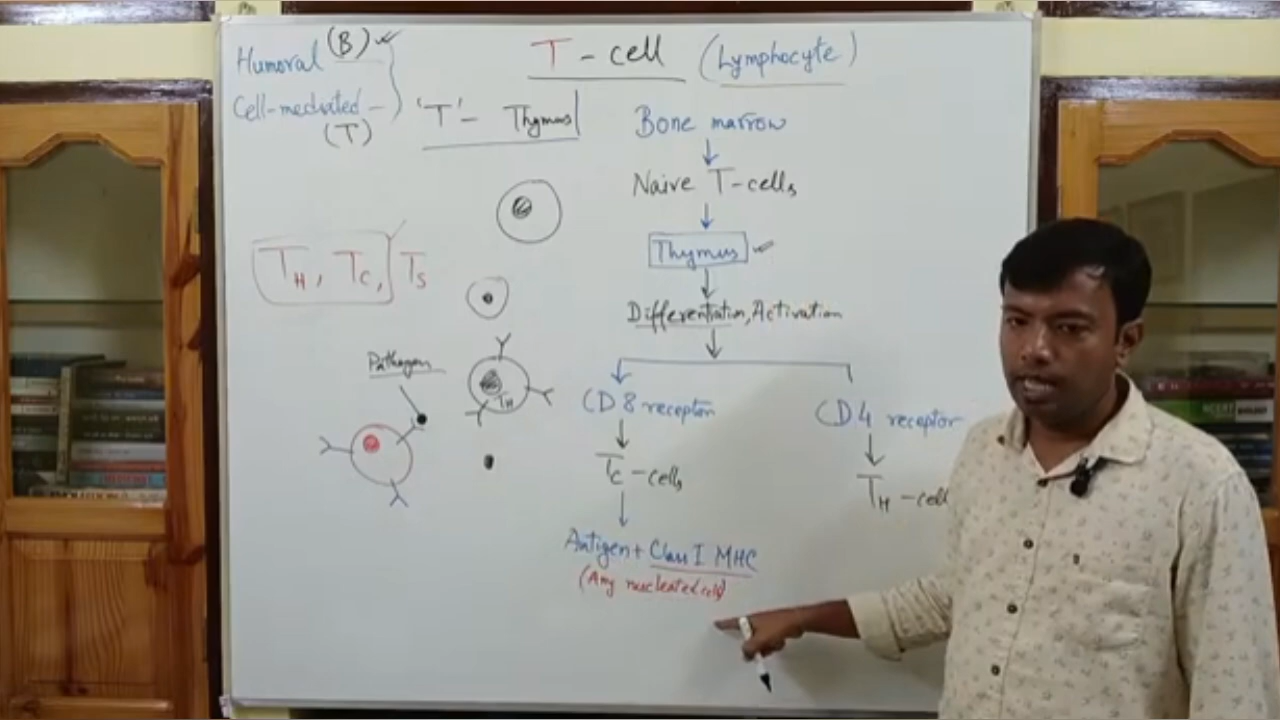 Humoral (B)
Cell-mediated -
(T)
T - cell (Lymphocyte)
'T' - Thymus
Bone marrow
Naive T-cells
Thymus
Differentiation, Activation
CD 8 receptor
CD 4 receptor
Tc - cells
TH - cell
Antigen + Class I MHC
(Any nucleated cell)
TH, Tc, Ts
Pathogen
TH